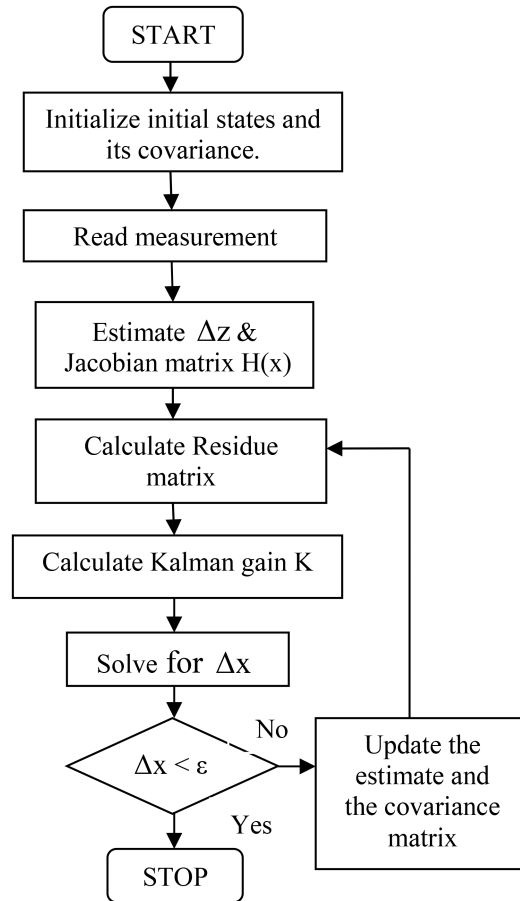 START
Initialize initial states and
its covariance.
Read measurement
Estimate Δz &
Jacobian matrix H(x)
Calculate Residue
matrix
Calculate Kalman gain K
Solve for Δx
Δx < ε
No
Yes
Update the
estimate and
the covariance
matrix
STOP